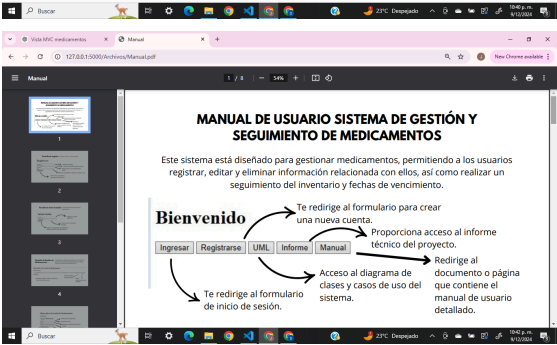 Buscar
23°C Despejado
10:40 p. m.
9/12/2024
Vista MVC medicamentos
Manual
127.0.0.1:5000/Archivos/Manual.pdf
New Chrome available
Manual
1 / 8
54%
MANUAL DE USUARIO SISTEMA DE GESTIÓN Y
SEGUIMIENTO DE MEDICAMENTOS
Este sistema está diseñado para gestionar medicamentos, permitiendo a los usuarios
registrar, editar y eliminar información relacionada con ellos, así como realizar un
seguimiento del inventario y fechas de vencimiento.
Bienvenido
Te redirige al formulario para crear
una nueva cuenta.
Proporciona acceso al informe
técnico del proyecto.
Ingresar Registrarse UML Informe Manual
Redirige al
documento o página
que contiene el
manual de usuario
detallado.
Acceso al diagrama de
clases y casos de uso del
sistema.
Te redirige al formulario
de inicio de sesión.
1
2
3
4
Buscar
23°C Despejado
10:42 p. m.
9/12/2024